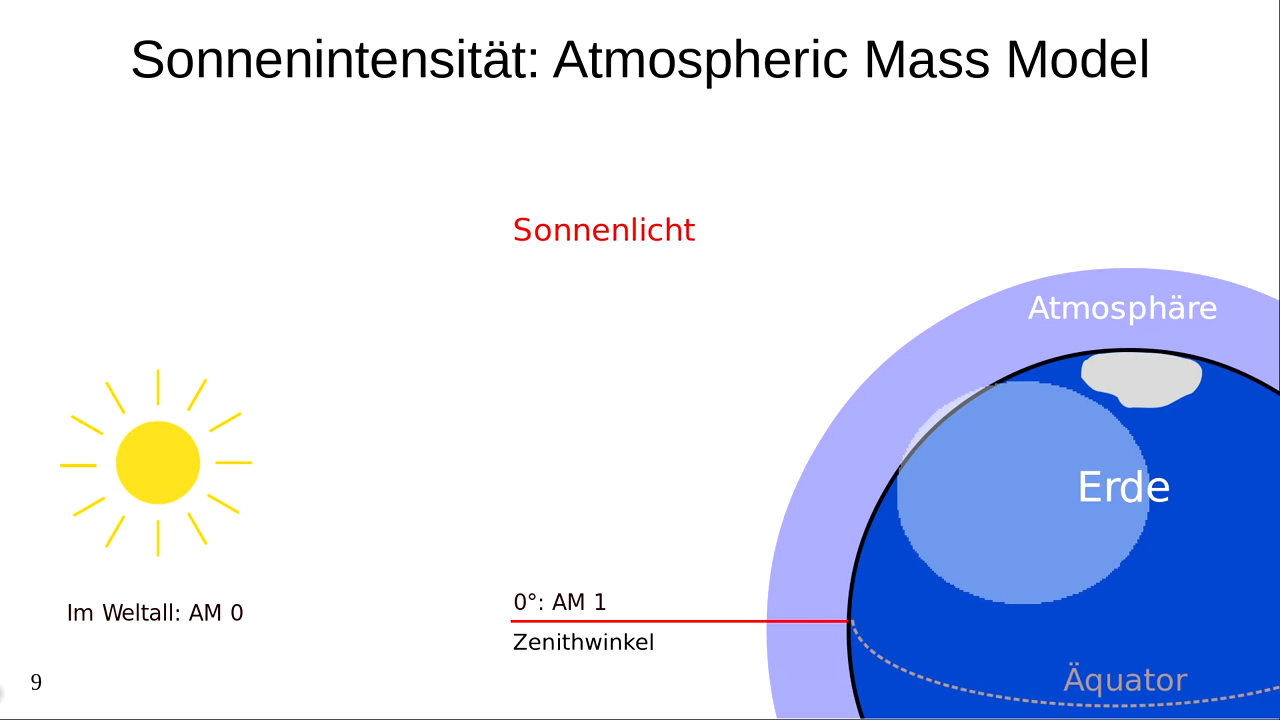 Sonnenintensität: Atmospheric Mass Model
Sonnenlicht
Atmosphäre
Erde
0°: AM 1
Im Weltall: AM 0
Zenithwinkel
Äquator
9